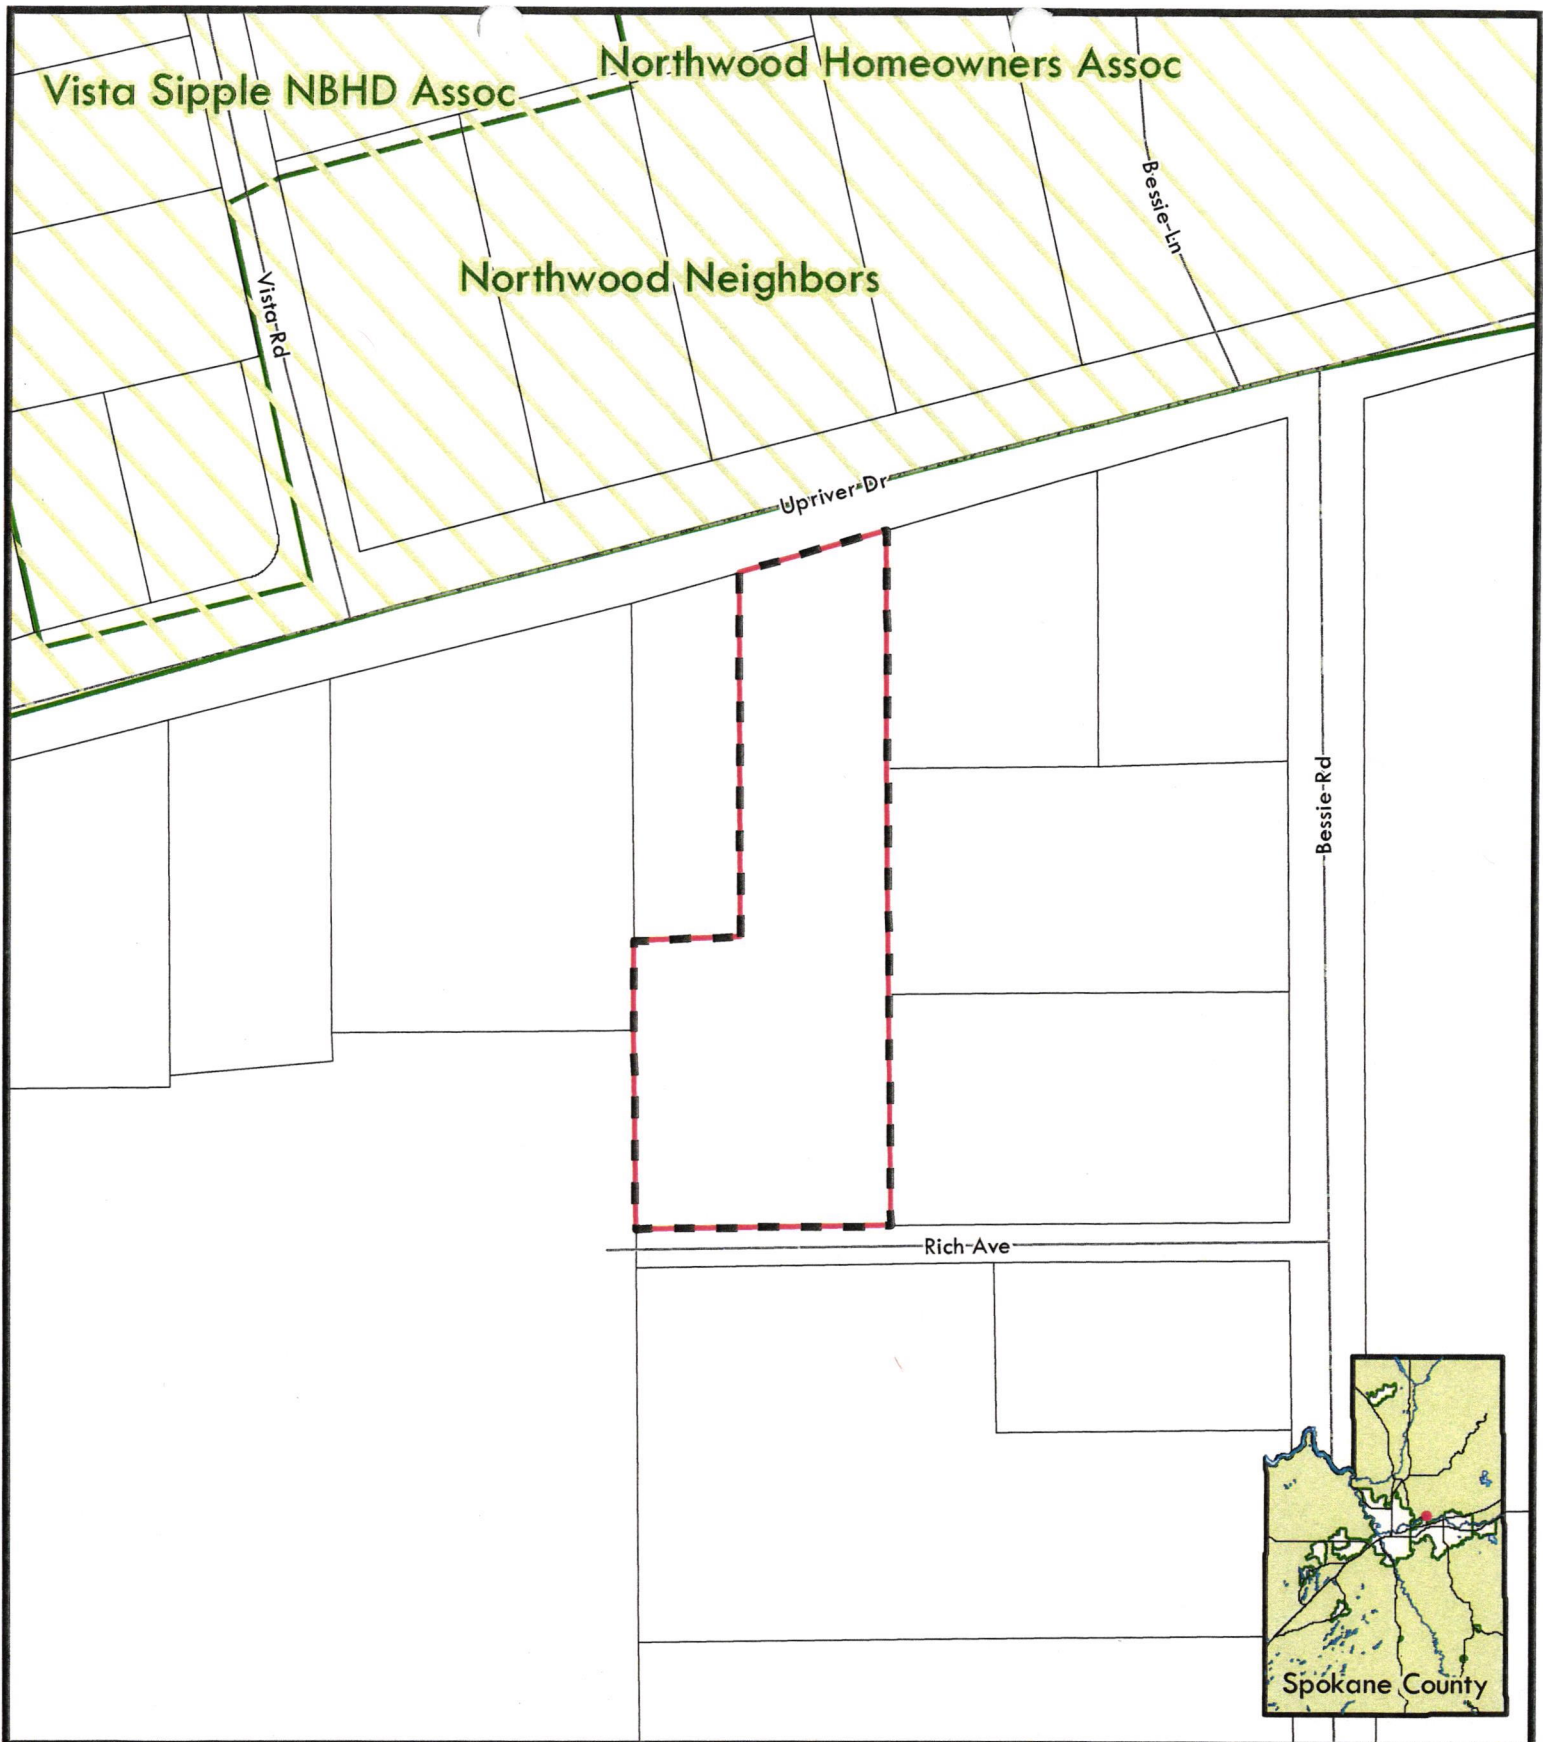 Northwood Homeowners Assoc
Vista Sipple NBHD Assoc
Bessie Ln
Northwood Neighbors
Vista Rd
Upriver Dr
Bessie Rd
Rich Ave
Spokane County